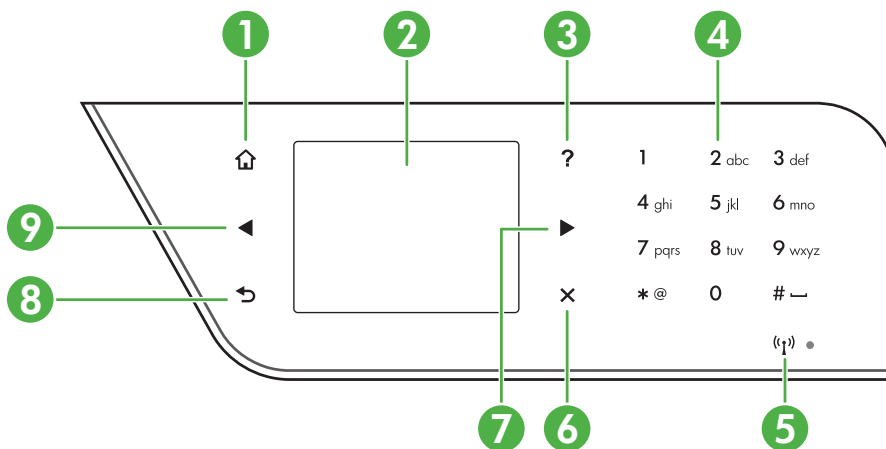 1 2 3 4
? 1 2 abc 3 def
4 ghi 5 jkl 6 mno
9
7 pqrs 8 tuv 9 wxyz
8
* @ 0 #
7 6 5